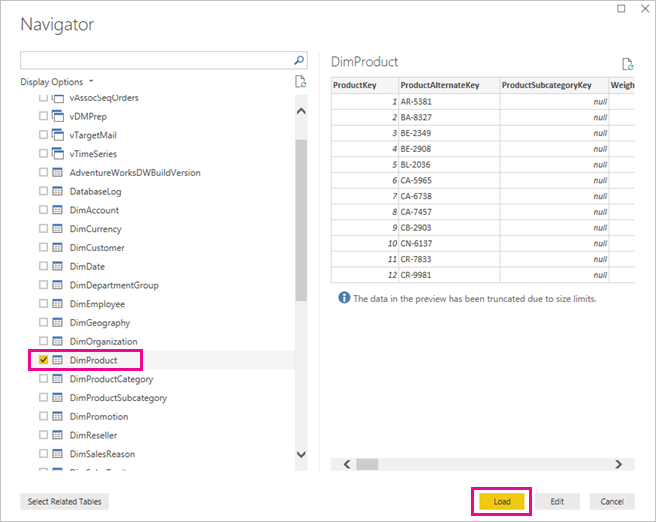 Navigator
Display Options
vAssocSeqOrders
vDMPrep
vTargetMail
vTimeSeries
AdventureWorksDWBuildVersion
DatabaseLog
DimAccount
DimCurrency
DimCustomer
DimDate
DimDepartmentGroup
DimEmployee
DimGeography
DimOrganization
DimProduct
DimProductCategory
DimProductSubcategory
DimPromotion
DimReseller
DimSalesReason
DimProduct
ProductKey ProductAlternateKey ProductSubcategoryKey Weigh
1 AR-5381 null
2 BA-8327 null
3 BE-2349 null
4 BE-2908 null
5 BL-2036 null
6 CA-5965 null
7 CA-6738 null
8 CA-7457 null
9 CB-2903 null
10 CN-6137 null
11 CR-7833 null
12 CR-9981 null
The data in the preview has been truncated due to size limits.
Select Related Tables
Load Edit Cancel